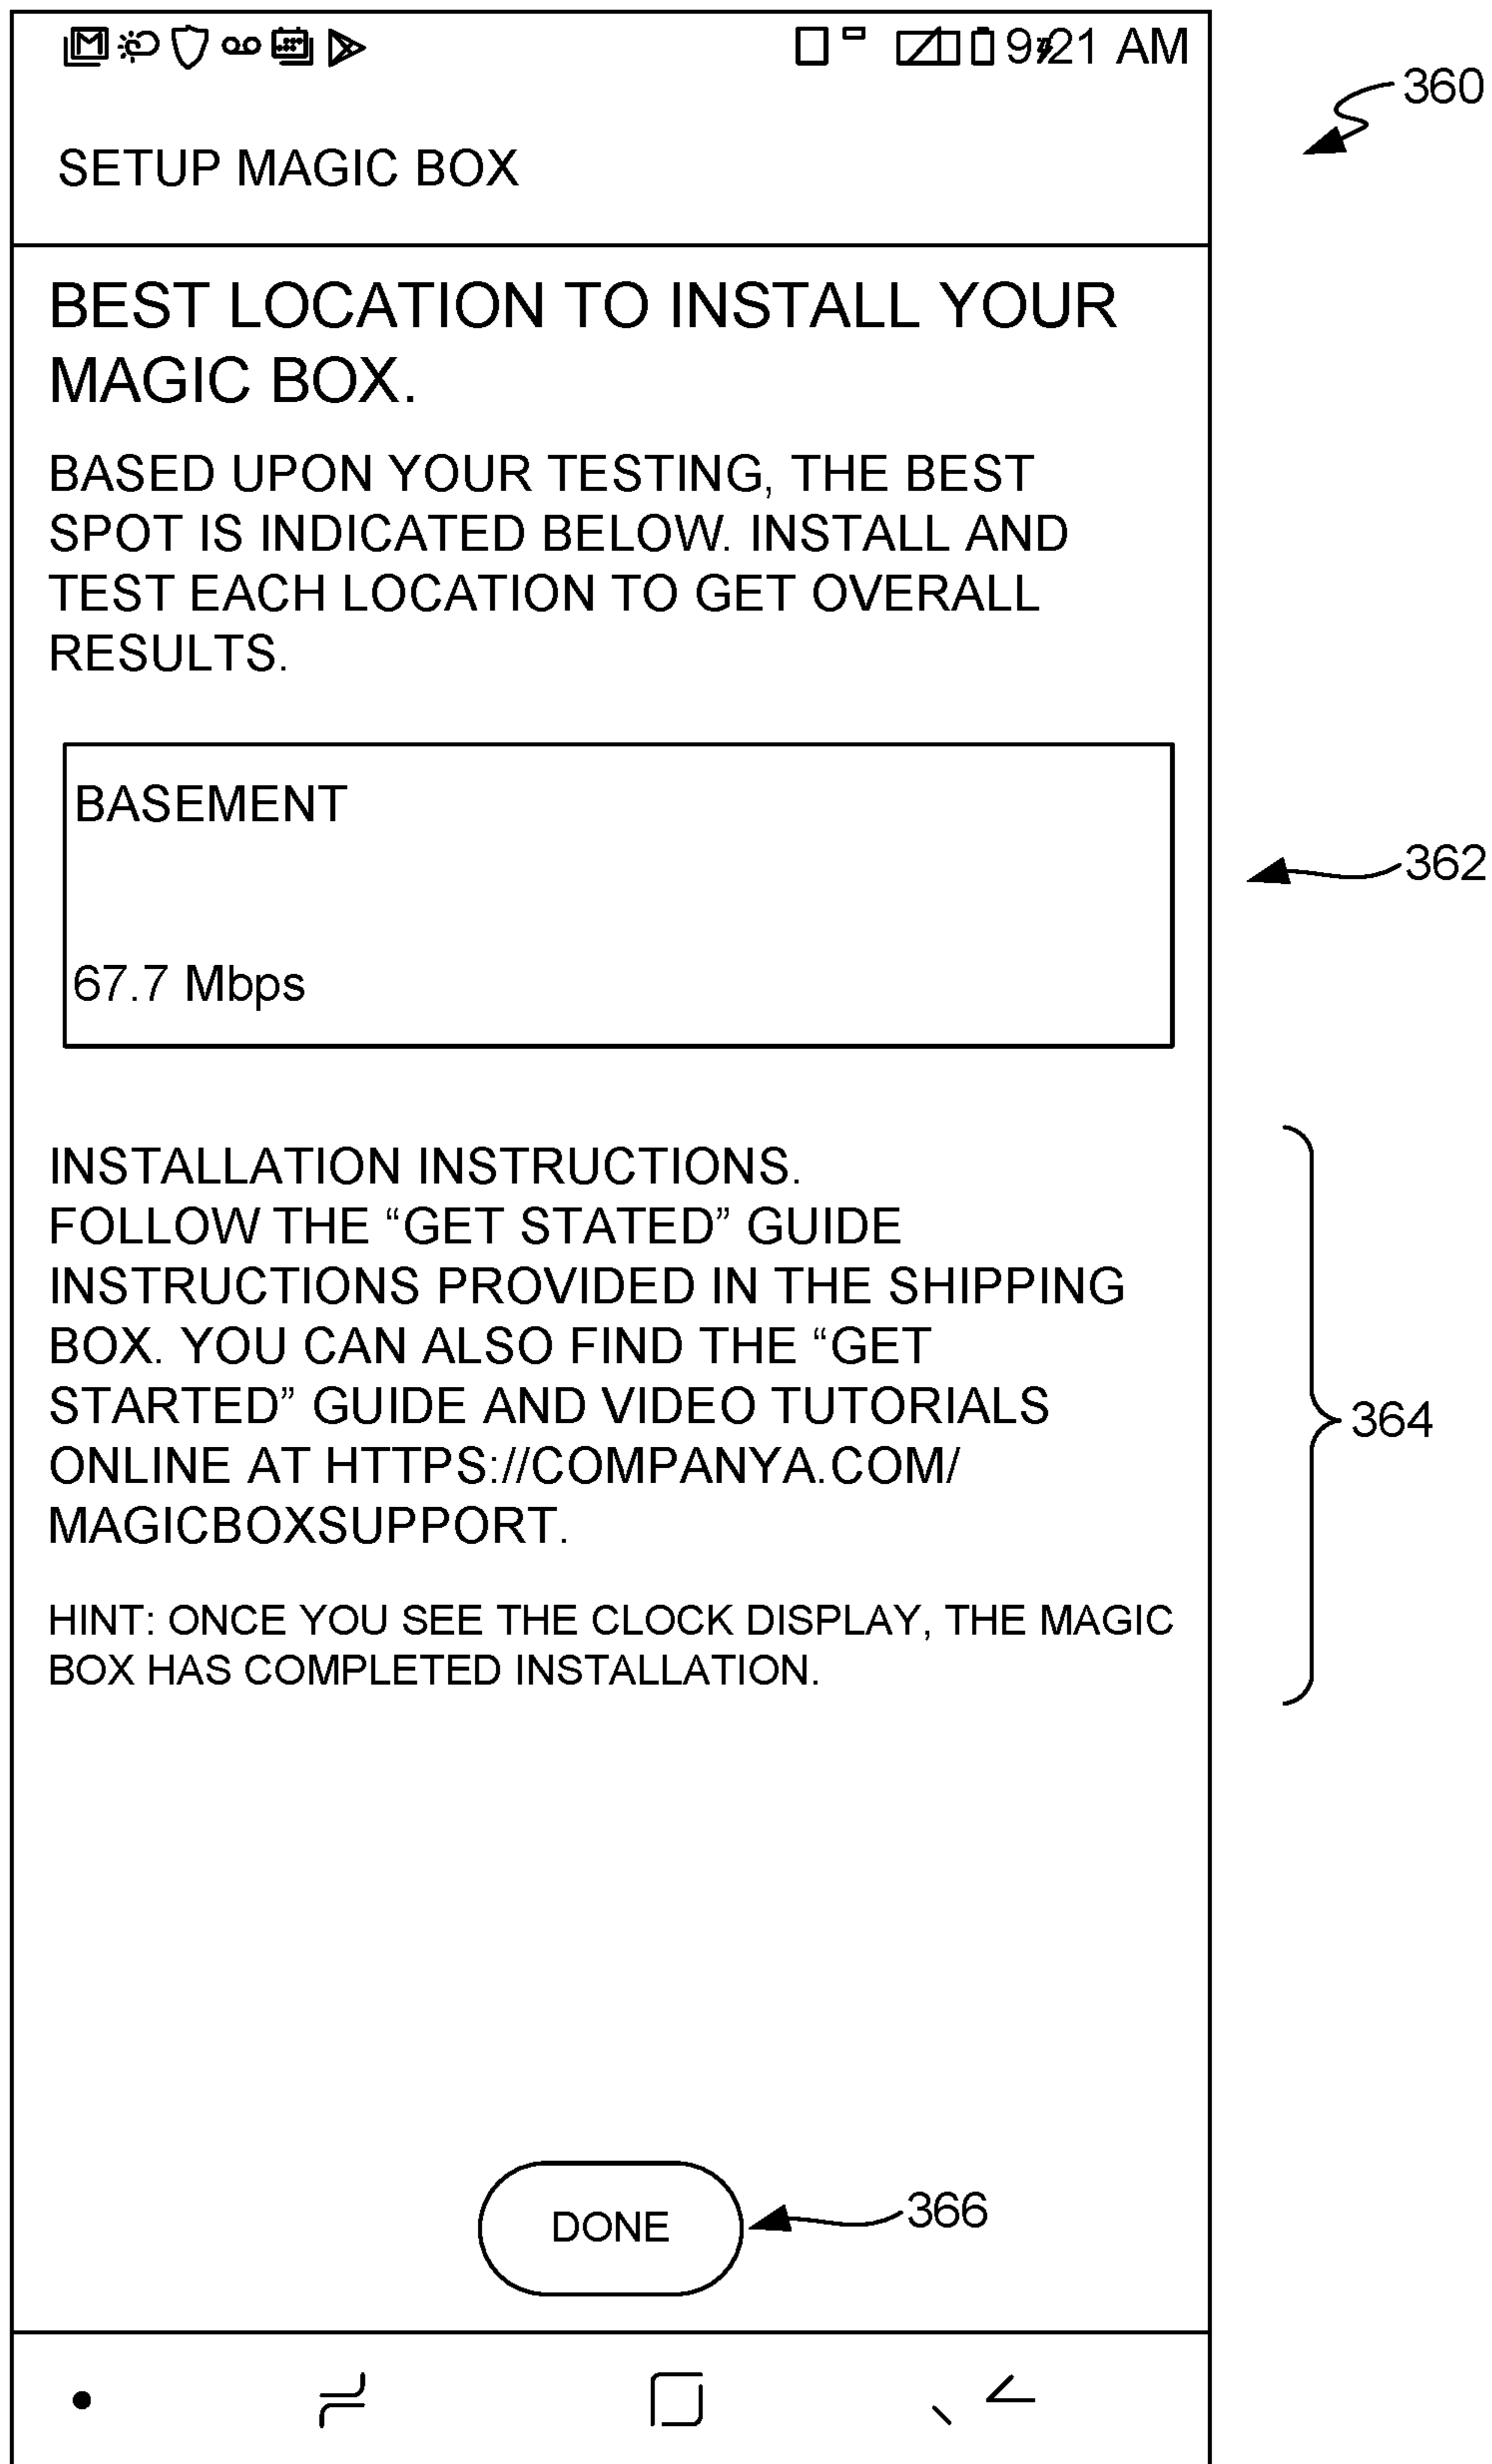 9:21 AM
360
SETUP MAGIC BOX
BEST LOCATION TO INSTALL YOUR
MAGIC BOX.
BASED UPON YOUR TESTING, THE BEST
SPOT IS INDICATED BELOW. INSTALL AND
TEST EACH LOCATION TO GET OVERALL
RESULTS.
BASEMENT
362
67.7 Mbps
INSTALLATION INSTRUCTIONS.
FOLLOW THE “GET STATED” GUIDE
INSTRUCTIONS PROVIDED IN THE SHIPPING
BOX. YOU CAN ALSO FIND THE “GET
STARTED” GUIDE AND VIDEO TUTORIALS
364
ONLINE AT HTTPS://COMPANYA.COM/
MAGICBOXSUPPORT.
HINT: ONCE YOU SEE THE CLOCK DISPLAY, THE MAGIC
BOX HAS COMPLETED INSTALLATION.
DONE
366